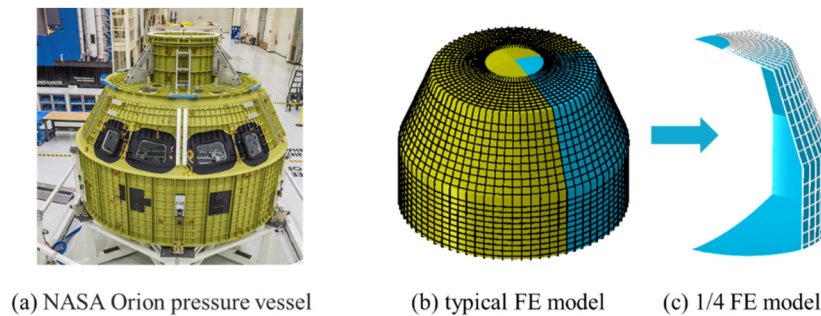 (a) NASA Orion pressure vessel
(b) typical FE model
(c) 1/4 FE model